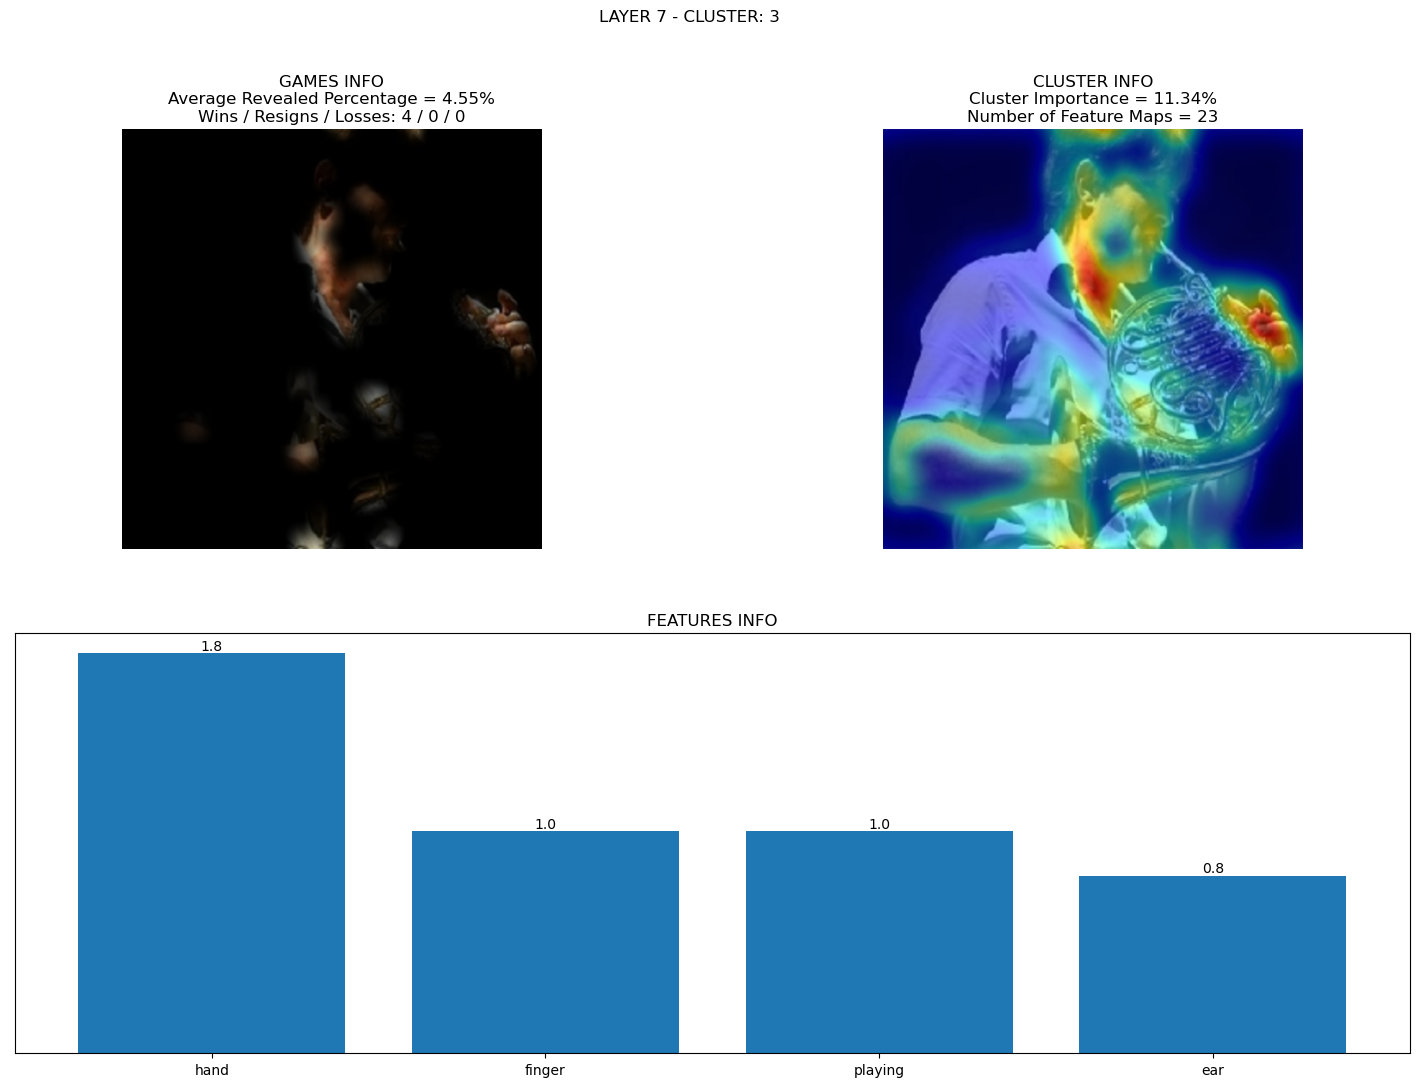 LAYER 7 - CLUSTER: 3
GAMES INFO
Average Revealed Percentage = 4.55%
Wins / Resigns / Losses: 4 / 0 / 0
CLUSTER INFO
Cluster Importance = 11.34%
Number of Feature Maps = 23
FEATURES INFO
1.8
1.0
1.0
0.8
hand
finger
playing
ear